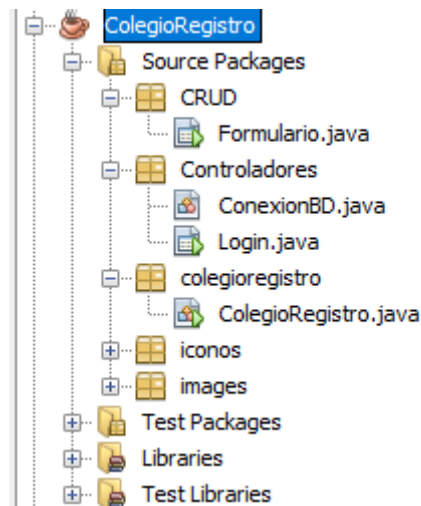 ColegioRegistro
Source Packages
CRUD
Formulario.java
Controladores
ConexionBD.java
Login.java
colegioregistro
ColegioRegistro.java
iconos
images
Test Packages
Libraries
Test Libraries